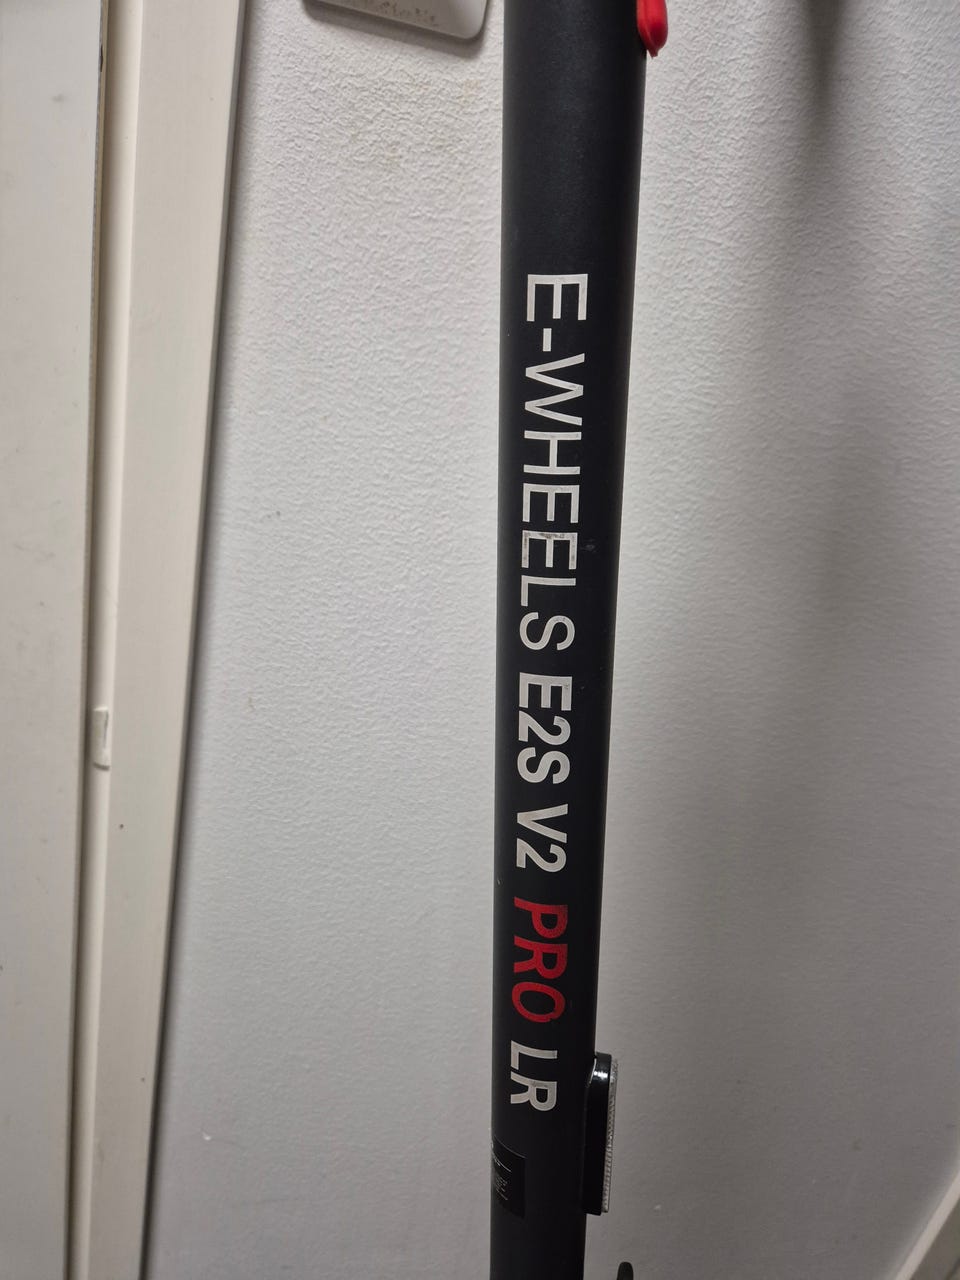 E-WHEELS E2S V2 PRO LR